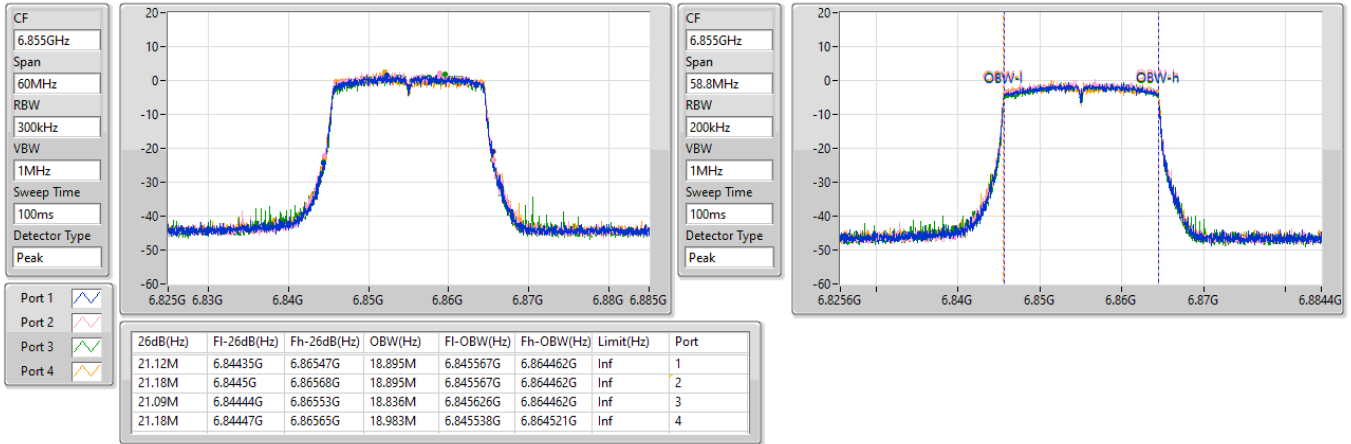 CF
6.855GHz
Span
60MHz
RBW
300kHz
VBW
1MHz
Sweep Time
100ms
Detector Type
Peak
20
10
0
-10
-20
-30
-40
-50
-60
6.825G 6.83G 6.84G 6.85G 6.86G 6.87G 6.88G 6.885G
CF
6.855GHz
Span
58.8MHz
RBW
200kHz
VBW
1MHz
Sweep Time
100ms
Detector Type
Peak
20
10
0
-10
-20
-30
-40
-50
-60
OBW-l OBW-h
6.8256G 6.84G 6.85G 6.86G 6.87G 6.8844G
Port 1
Port 2
Port 3
Port 4
26dB(Hz) Fl-26dB(Hz) Fh-26dB(Hz) OBW(Hz) Fl-OBW(Hz) Fh-OBW(Hz) Limit(Hz) Port
21.12M 6.84435G 6.86547G 18.895M 6.845567G 6.864462G Inf 1
21.18M 6.8445G 6.86568G 18.895M 6.845567G 6.864462G Inf 2
21.09M 6.84444G 6.86553G 18.836M 6.845626G 6.864462G Inf 3
21.18M 6.84447G 6.86565G 18.983M 6.845538G 6.864521G Inf 4